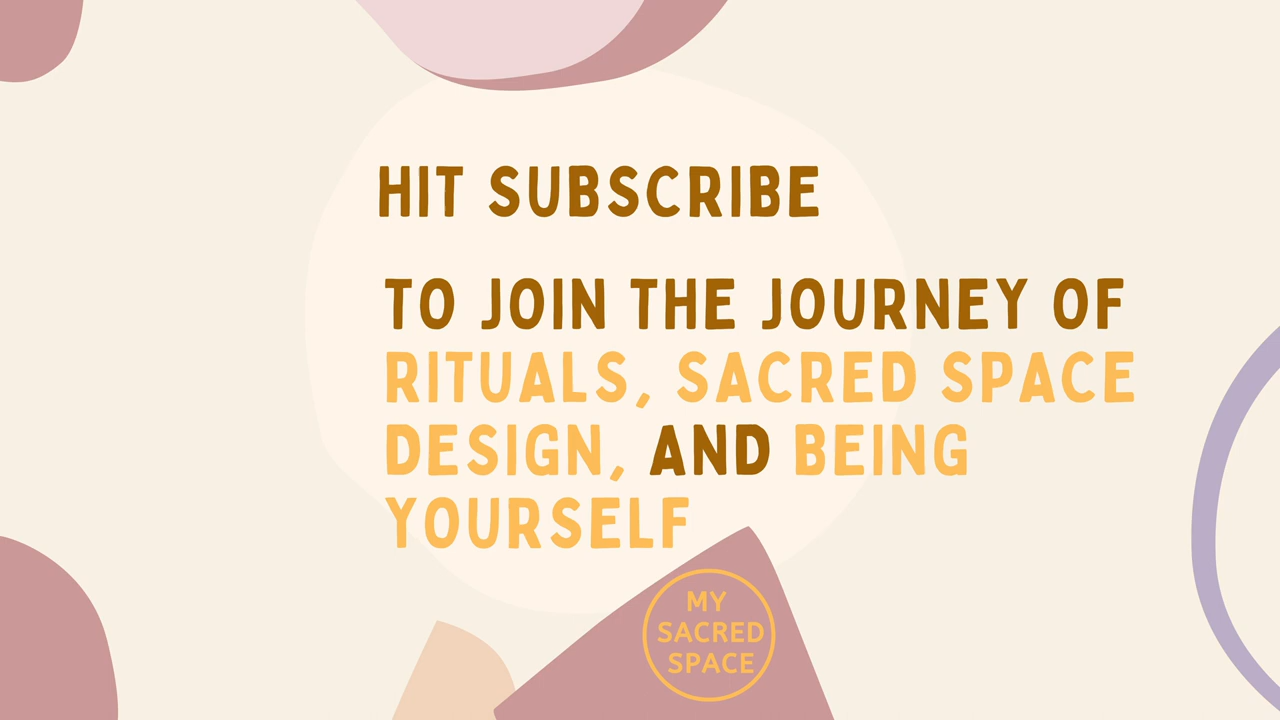 HIT SUBSCRIBE
TO JOIN THE JOURNEY OF
RITUALS, SACRED SPACE
DESIGN, AND BEING
YOURSELF
MY
SACRED
SPACE